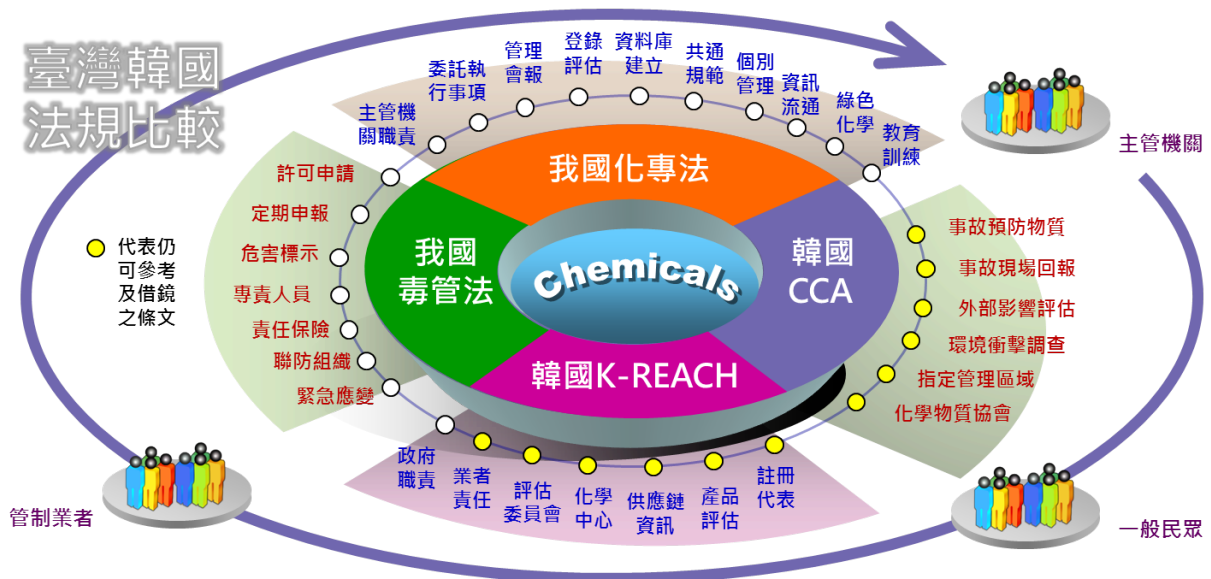 臺灣韓國
法規比較
主管機
關職責
委託執
行事項
管理
會報
登錄
評估
資料庫
建立
共通
規範
個別
管理
資訊
流通
綠色
化學
教育
訓練
主管機關
許可申請
定期申報
危害標示
專責人員
責任保險
聯防組織
緊急應變
代表仍
可參考
及借鏡
之條文
我國化專法
我國
毒管法
Chemicals
韓國
CCA
韓國K-REACH
事故預防物質
事故現場回報
外部影響評估
環境衝擊調查
指定管理區域
化學物質協會
政府
職責
業者
責任
評估
委員會
化學
中心
供應鏈
資訊
產品
評估
註冊
代表
管制業者
一般民眾